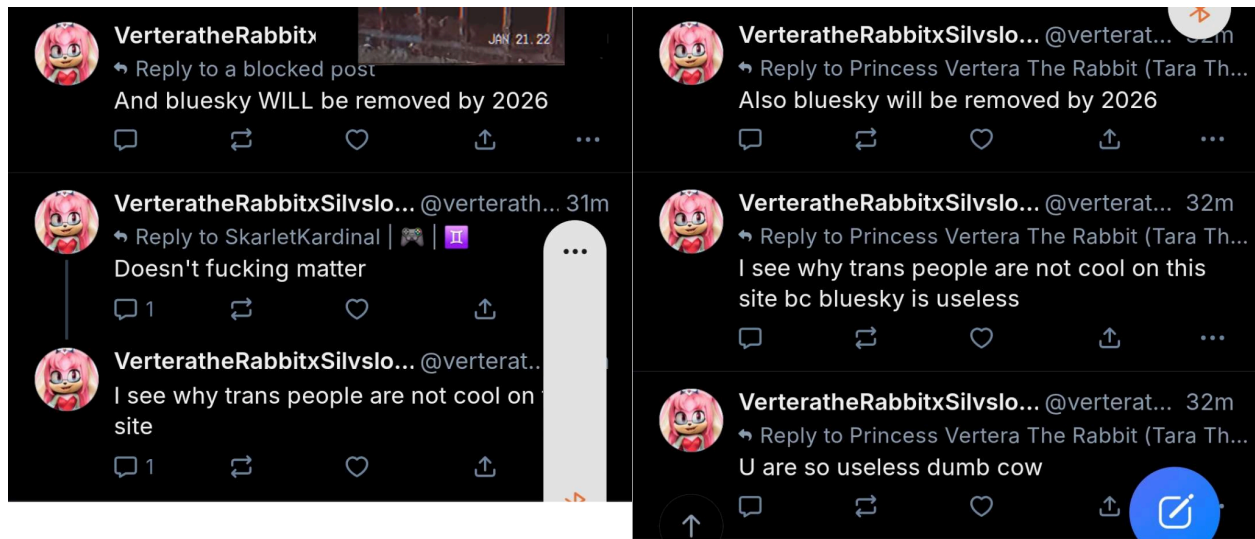 VerteratheRabbitx
JAN 21.22
Reply to a blocked post
And bluesky WILL be removed by 2026
VerteratheRabbitxSilvslo... @verterath... 31m
Reply to SkarletKardinal | 🎮 | ♊
Doesn't fucking matter
1
VerteratheRabbitxSilvslo... @verterat...
I see why trans people are not cool on
site
1
VerteratheRabbitxSilvslo... @verterat... 32m
Reply to Princess Vertera The Rabbit (Tara Th...
Also bluesky will be removed by 2026
VerteratheRabbitxSilvslo... @verterat... 32m
Reply to Princess Vertera The Rabbit (Tara Th...
I see why trans people are not cool on this
site bc bluesky is useless
VerteratheRabbitxSilvslo... @verterat... 32m
Reply to Princess Vertera The Rabbit (Tara Th...
U are so useless dumb cow